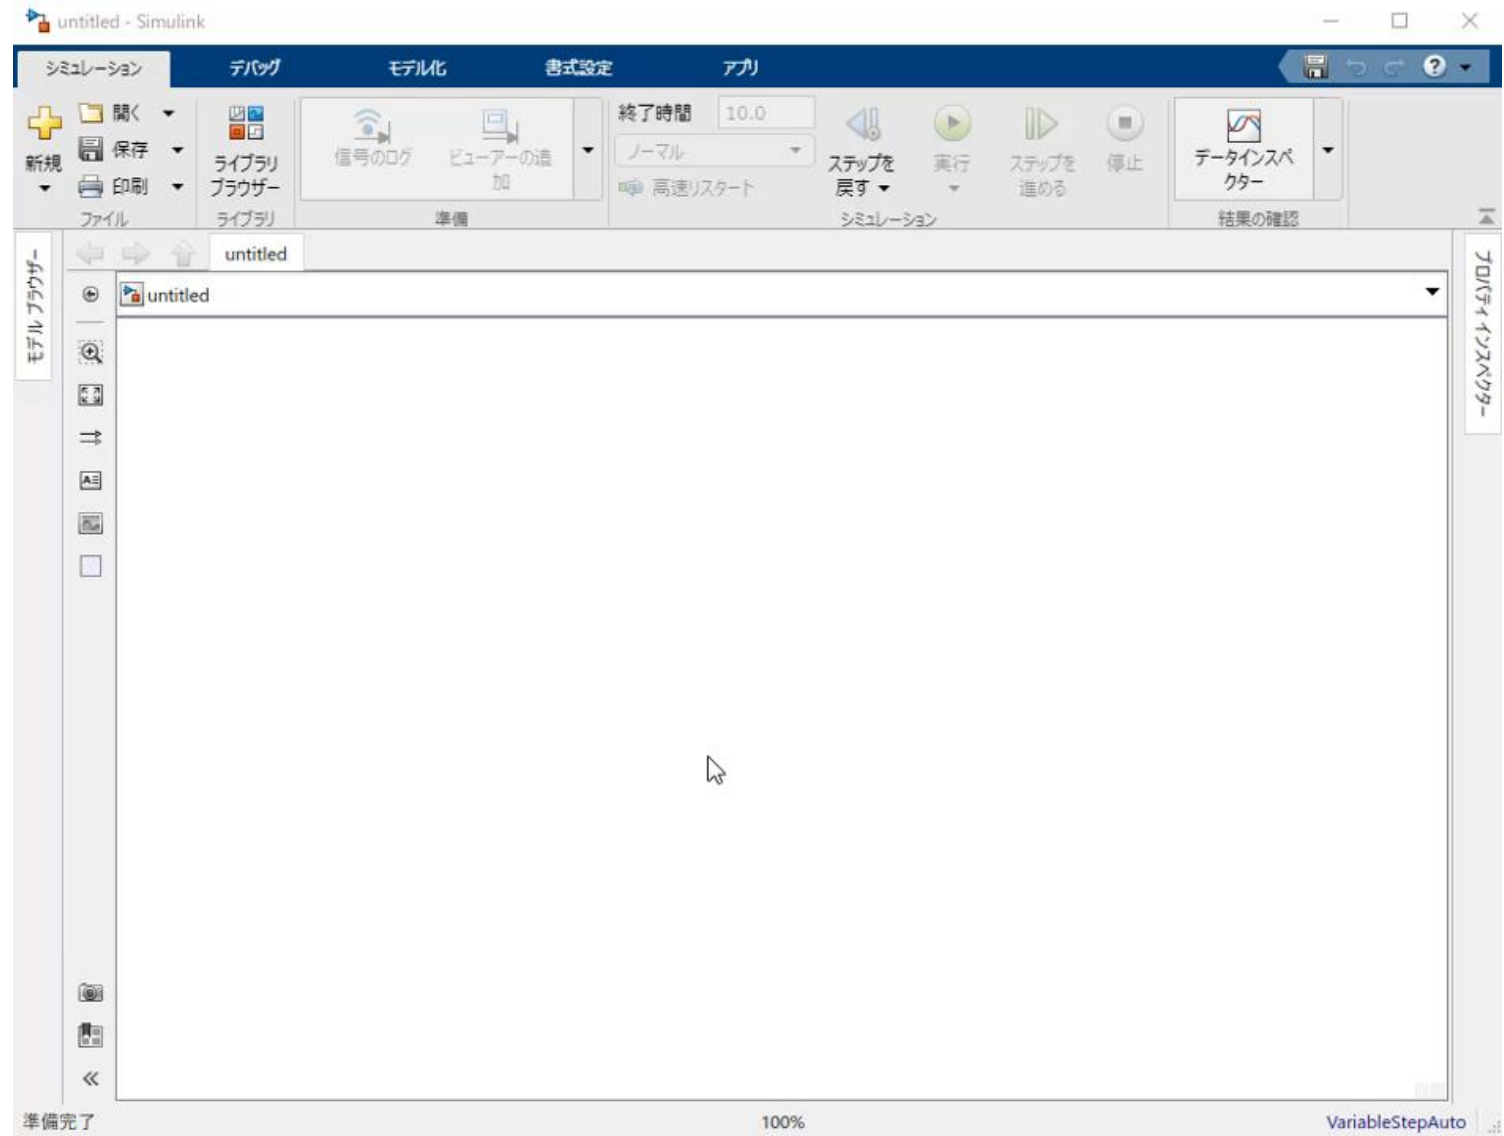 untitled - Simulink
シミュレーション
デバッグ
モデル化
書式設定
アプリ
新規
開く
保存
印刷
ファイル
ライブラリ
ブラウザー
ライブラリ
信号のログ
ビューアーの追
加
準備
終了時間
10.0
ノーマル
高速リスタート
ステップを
戻す
実行
ステップを
進める
停止
シミュレーション
データインスペ
クター
結果の確認
モデル ブラウザー
untitled
untitled
プロパティ インスペクター
準備完了
100%
VariableStepAuto